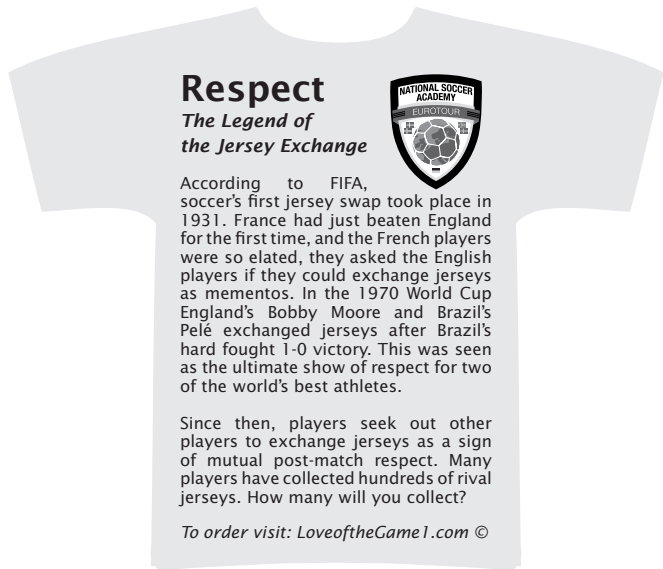 Respect
The Legend of
the Jersey Exchange
NATIONAL SOCCER
ACADEMY
EUROTOUR
According to FIFA,
soccer's first jersey swap took place in
1931. France had just beaten England
for the first time, and the French players
were so elated, they asked the English
players if they could exchange jerseys
as mementos. In the 1970 World Cup
England's Bobby Moore and Brazil's
Pelé exchanged jerseys after Brazil's
hard fought 1-0 victory. This was seen
as the ultimate show of respect for two
of the world's best athletes.
Since then, players seek out other
players to exchange jerseys as a sign
of mutual post-match respect. Many
players have collected hundreds of rival
jerseys. How many will you collect?
To order visit: LoveoftheGame1.com ©